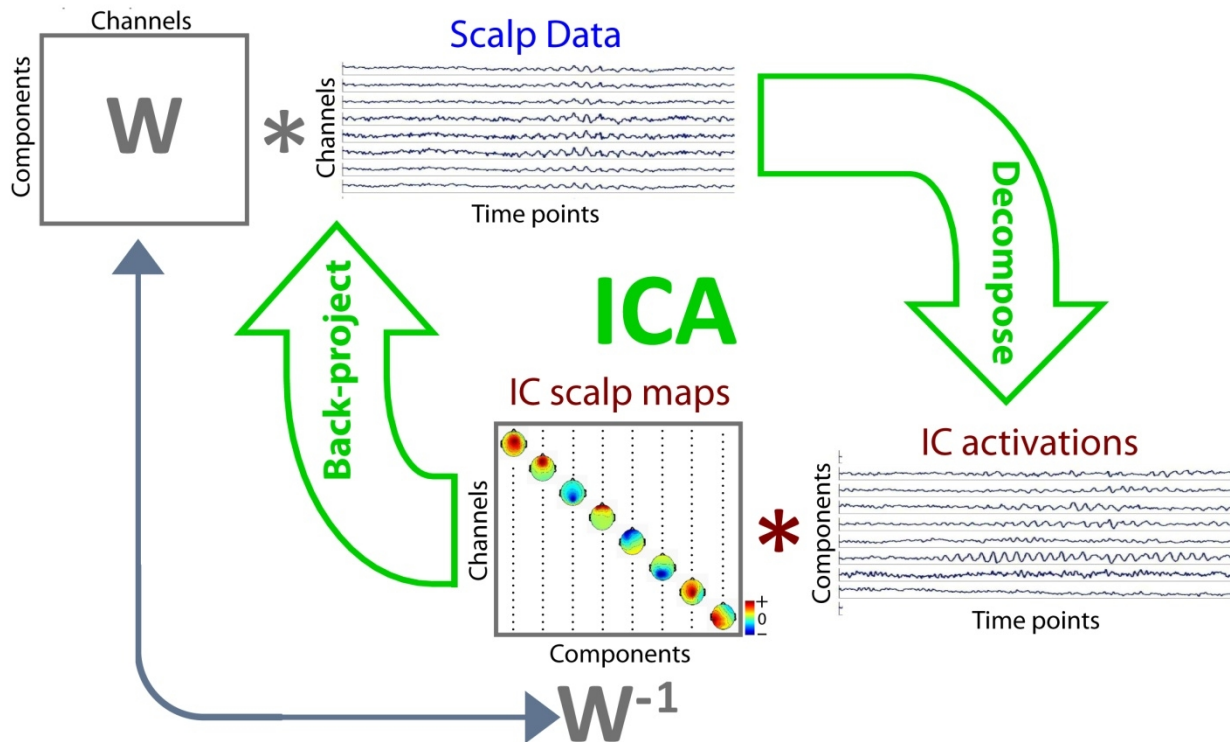 Channels
Components
W
*
Scalp Data
Channels
Time points
Decompose
Back-project
ICA
IC scalp maps
Channels
Components
+
0
−
*
IC activations
Components
Time points
W-1